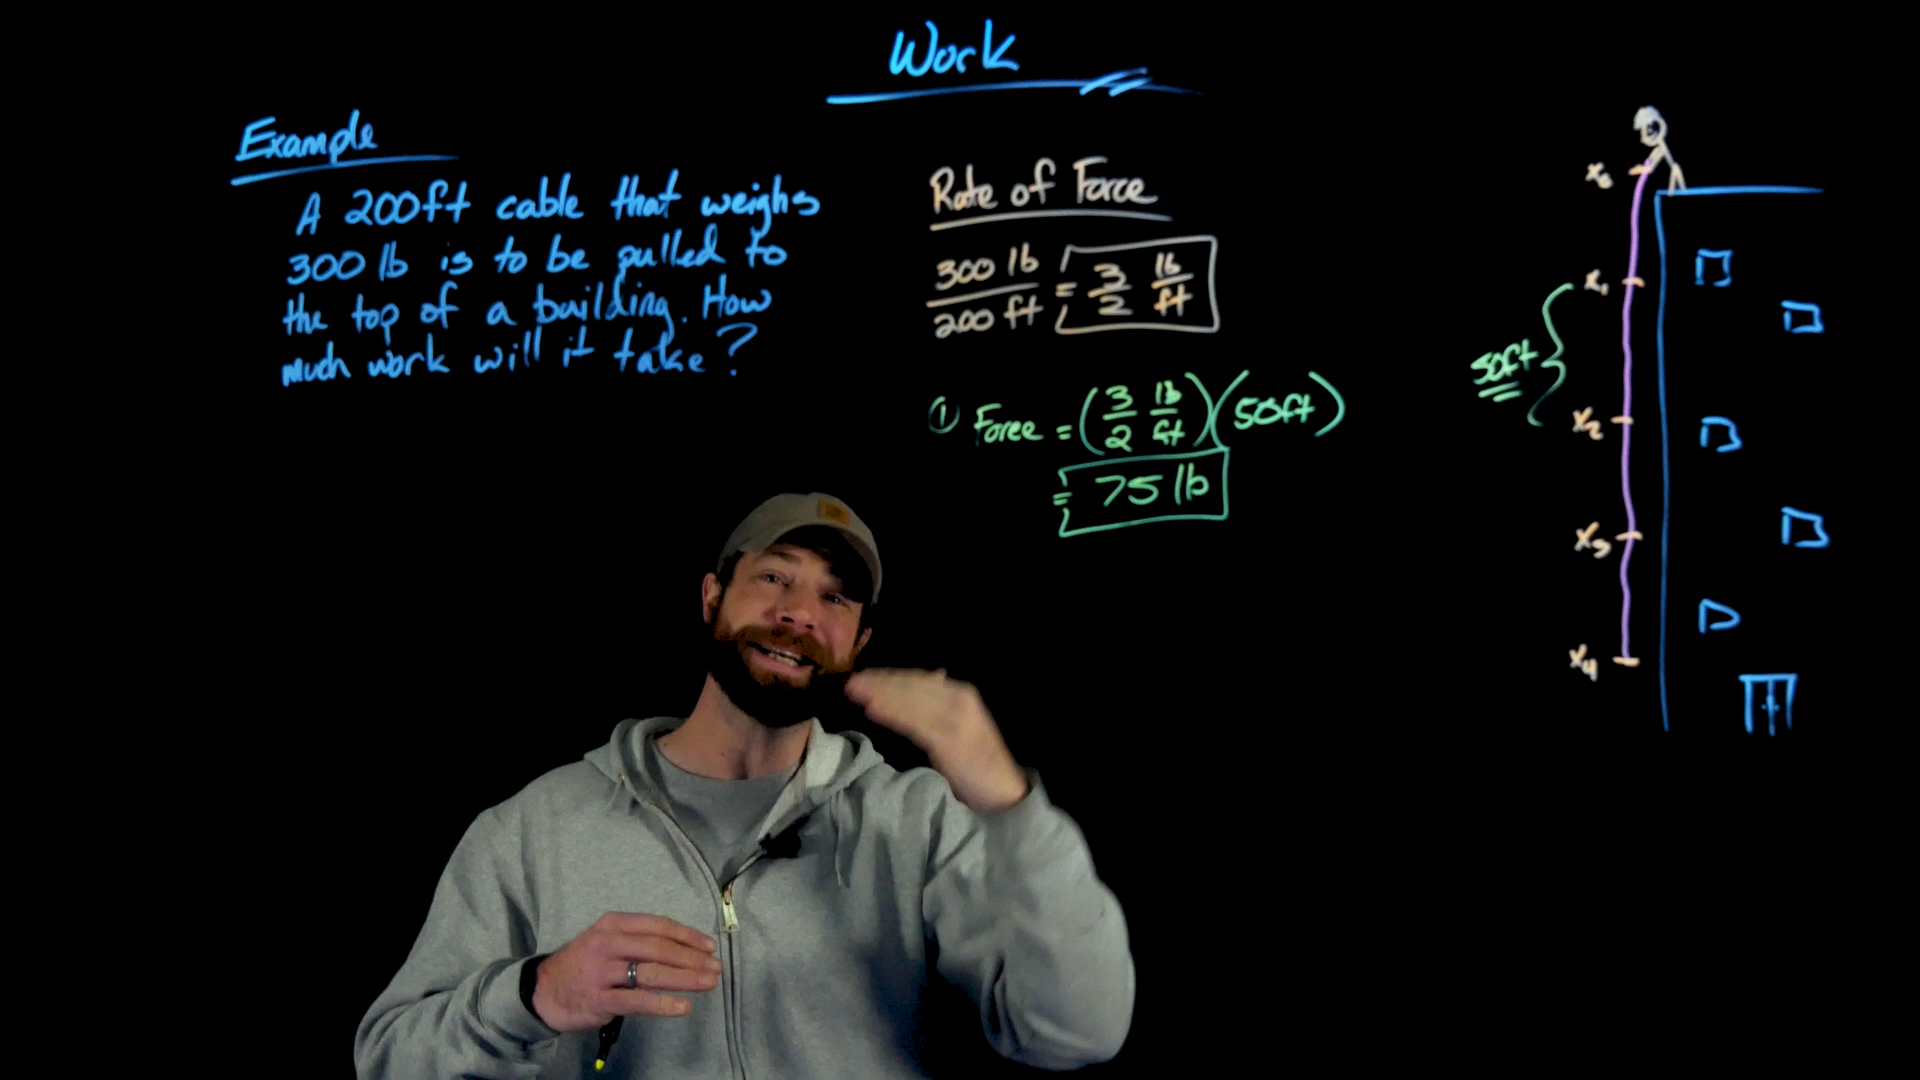 Work
Example
A 200ft cable that weighs
300 lb is to be pulled to
the top of a building. How
much work will it take?
Rate of Force
300 lb / 200 ft = 3/2 lb/ft
① Force = (3/2 lb/ft)(50ft)
= 75 lb
x₀
x₁
50ft
x₂
x₃
x₄